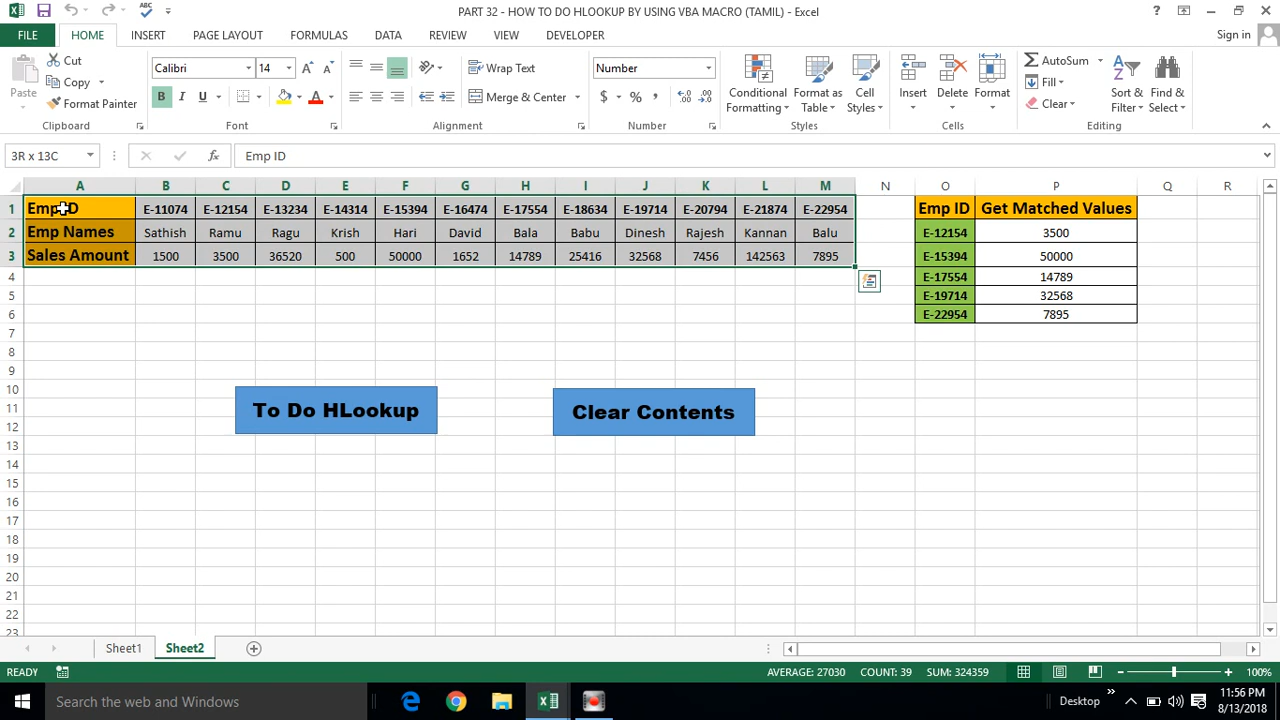 PART 32 - HOW TO DO HLOOKUP BY USING VBA MACRO (TAMIL) - Excel
FILE HOME INSERT PAGE LAYOUT FORMULAS DATA REVIEW VIEW DEVELOPER Sign in
Cut
Copy
Format Painter
Paste
Clipboard
Calibri 14
B I U
Font
Wrap Text
Merge & Center
Alignment
Number
$ % ,
Number
Conditional Formatting
Format as Table
Cell Styles
Styles
Insert Delete Format
Cells
AutoSum
Fill
Clear
Sort & Filter
Find & Select
Editing
3R x 13C fx Emp ID
A B C D E F G H I J K L M N O P Q R
1 Emp ID E-11074 E-12154 E-13234 E-14314 E-15394 E-16474 E-17554 E-18634 E-19714 E-20794 E-21874 E-22954 Emp ID Get Matched Values
2 Emp Names Sathish Ramu Ragu Krish Hari David Bala Babu Dinesh Rajesh Kannan Balu E-12154 3500
3 Sales Amount 1500 3500 36520 500 50000 1652 14789 25416 32568 7456 142563 7895 E-15394 50000
4 E-17554 14789
5 E-19714 32568
6 E-22954 7895
7
8
9
10
11 To Do HLookup Clear Contents
12
13
14
15
16
17
18
19
20
21
22
23
Sheet1 Sheet2
READY AVERAGE: 27030 COUNT: 39 SUM: 324359 100%
Search the web and Windows Desktop 11:56 PM
8/13/2018